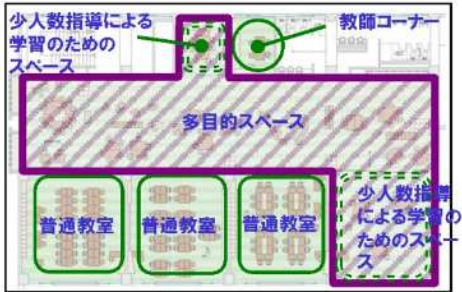 少人数指導による
学習のための
スペース
教師コーナー
多目的スペース
普通教室
普通教室
普通教室
少人数指導
による学習の
ためのスペー
ス